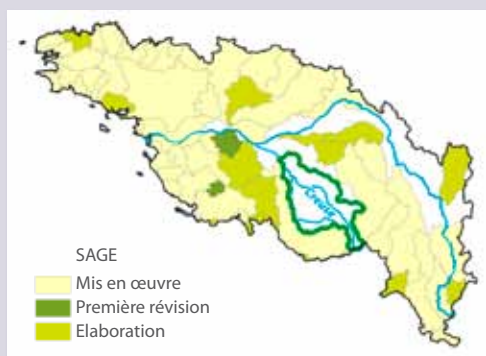 Creuse
SAGE
Mis en œuvre
Première révision
Elaboration